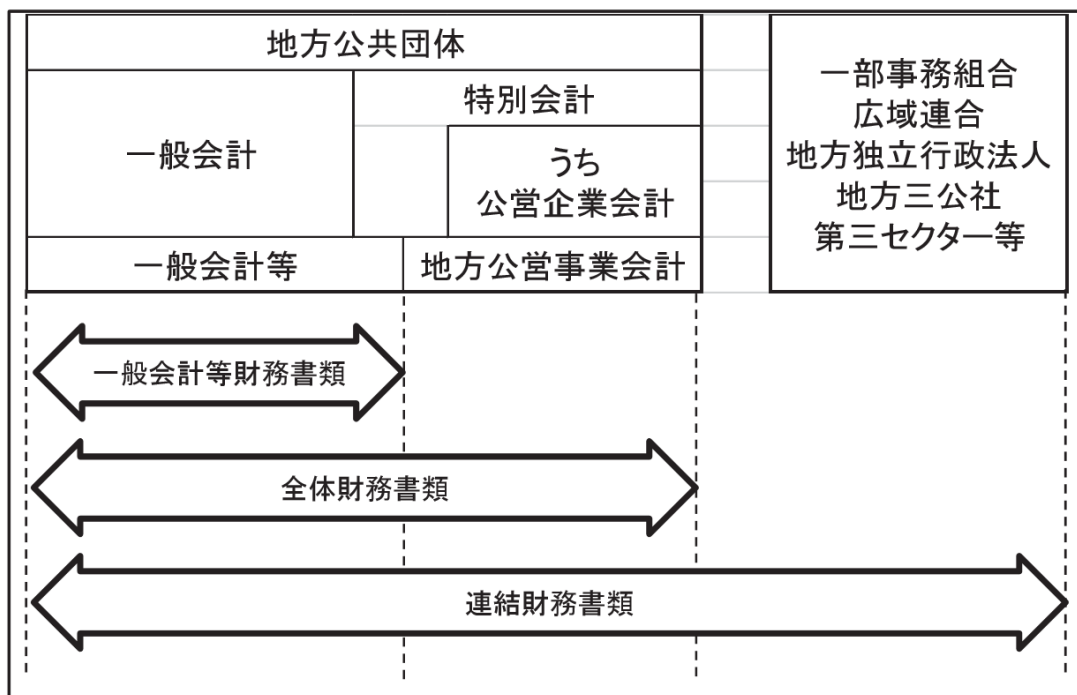 地方公共団体
一般会計
特別会計
うち
公営企業会計
一般会計等
地方公営事業会計
一部事務組合
広域連合
地方独立行政法人
地方三公社
第三セクター等
一般会計等財務書類
全体財務書類
連結財務書類